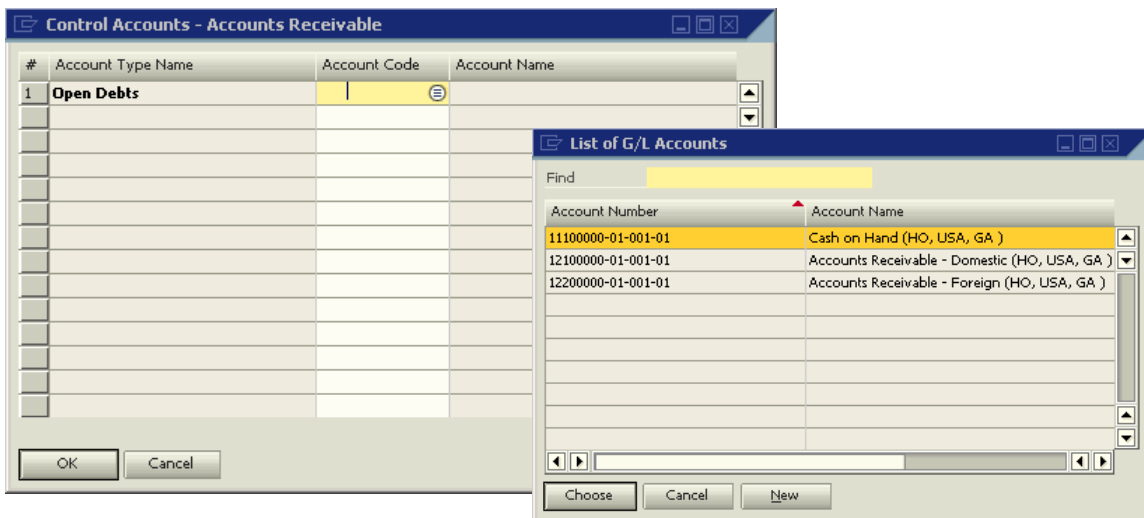 Control Accounts - Accounts Receivable
# Account Type Name Account Code Account Name
1 Open Debts
OK Cancel
List of G/L Accounts
Find
Account Number Account Name
11100000-01-001-01 Cash on Hand (HO, USA, GA )
12100000-01-001-01 Accounts Receivable - Domestic (HO, USA, GA )
12200000-01-001-01 Accounts Receivable - Foreign (HO, USA, GA )
Choose Cancel New